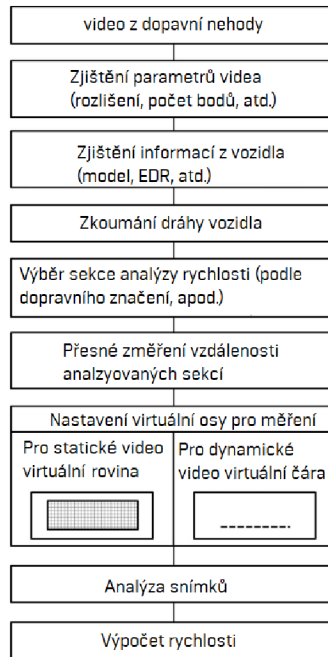 video z dopavní nehody
Zjištění parametrů videa
(rozlišení, počet bodů, atd.)
Zjištění informací z vozidla
(model, EDR, atd.)
Zkoumání dráhy vozidla
Výběr sekce analýzy rychlosti (podle
dopravního značení, apod.)
Přesné změření vzdálenosti
analzyovaných sekcí
Nastavení virtuální osy pro měření
Pro statické video
virtuální rovina
Pro dynamické
video virtuální čára
Analýza snímků
Výpočet rychlosti